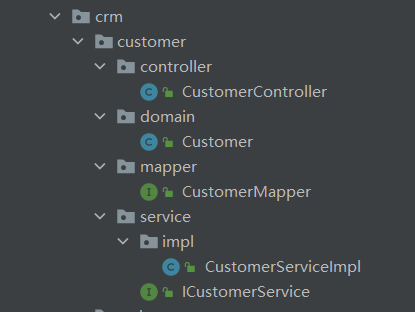 crm
customer
controller
C CustomerController
domain
C Customer
mapper
I CustomerMapper
service
impl
C CustomerServiceImpl
I ICustomerService